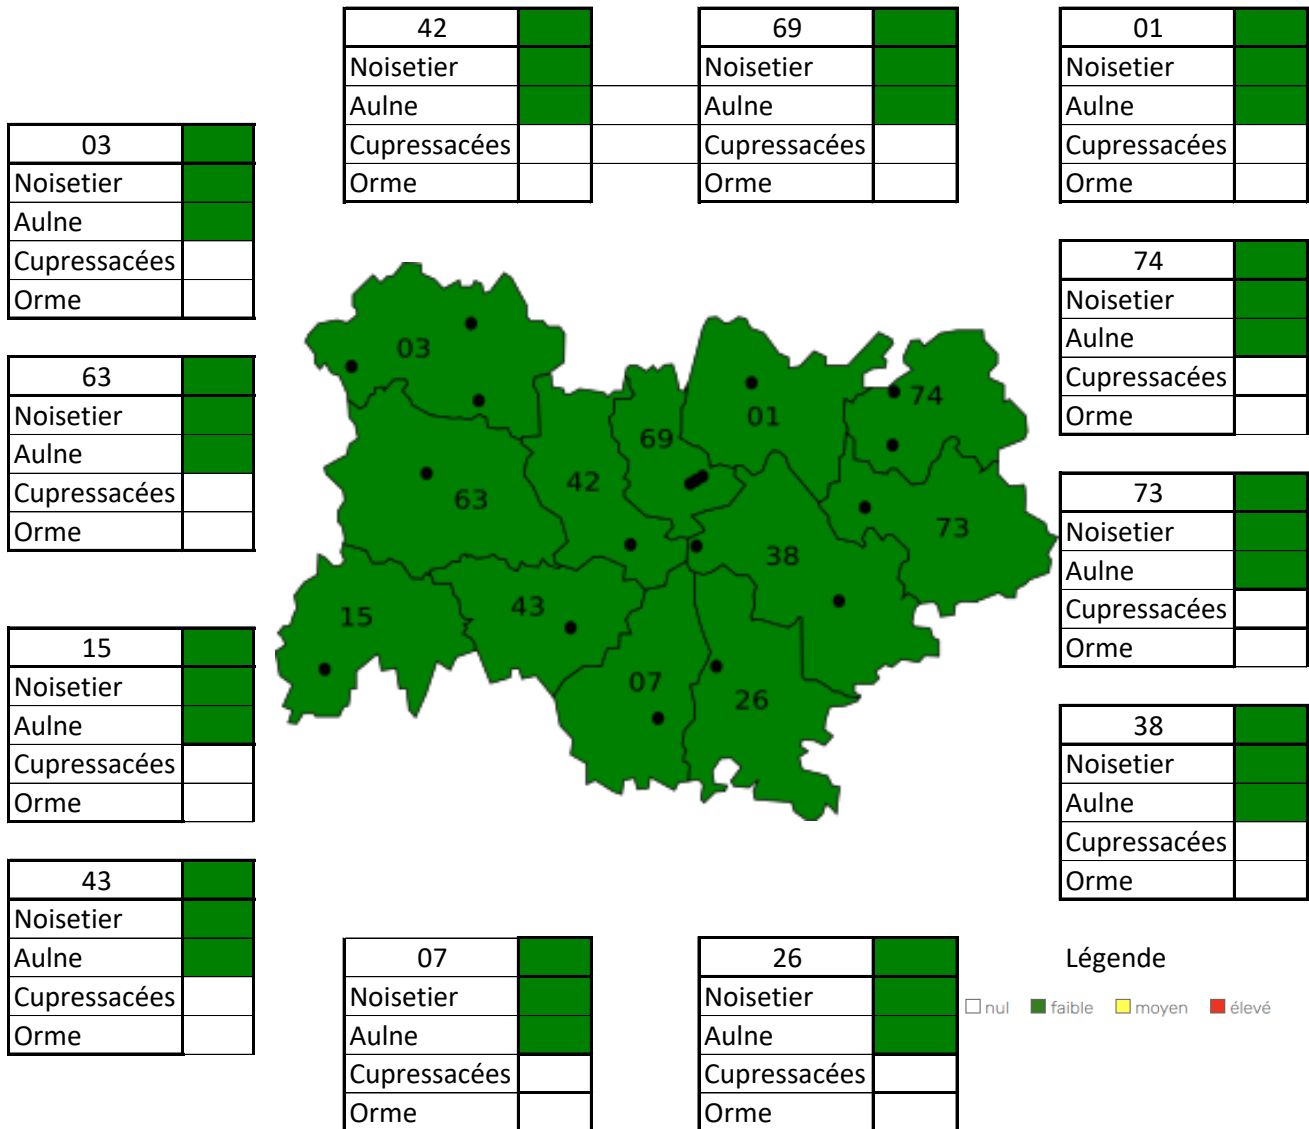 42
Noisetier
Aulne
Cupressacées
Orme
69
Noisetier
Aulne
Cupressacées
Orme
01
Noisetier
Aulne
Cupressacées
Orme
03
Noisetier
Aulne
Cupressacées
Orme
74
Noisetier
Aulne
Cupressacées
Orme
63
Noisetier
Aulne
Cupressacées
Orme
03
74
01
69
42
63
73
38
43
15
07
26
73
Noisetier
Aulne
Cupressacées
Orme
15
Noisetier
Aulne
Cupressacées
Orme
38
Noisetier
Aulne
Cupressacées
Orme
43
Noisetier
Aulne
Cupressacées
Orme
07
Noisetier
Aulne
Cupressacées
Orme
26
Noisetier
Aulne
Cupressacées
Orme
Légende
nul faible moyen élevé